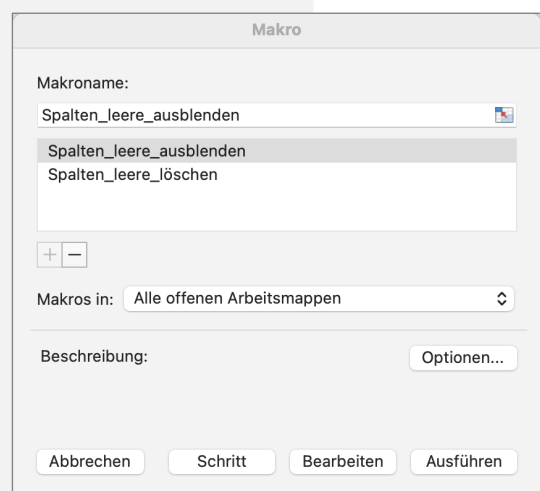 Makro
Makroname:
Spalten_leere_ausblenden
Spalten_leere_ausblenden
Spalten_leere_löschen
+ −
Makros in: Alle offenen Arbeitsmappen
Beschreibung: Optionen...
Abbrechen Schritt Bearbeiten Ausführen